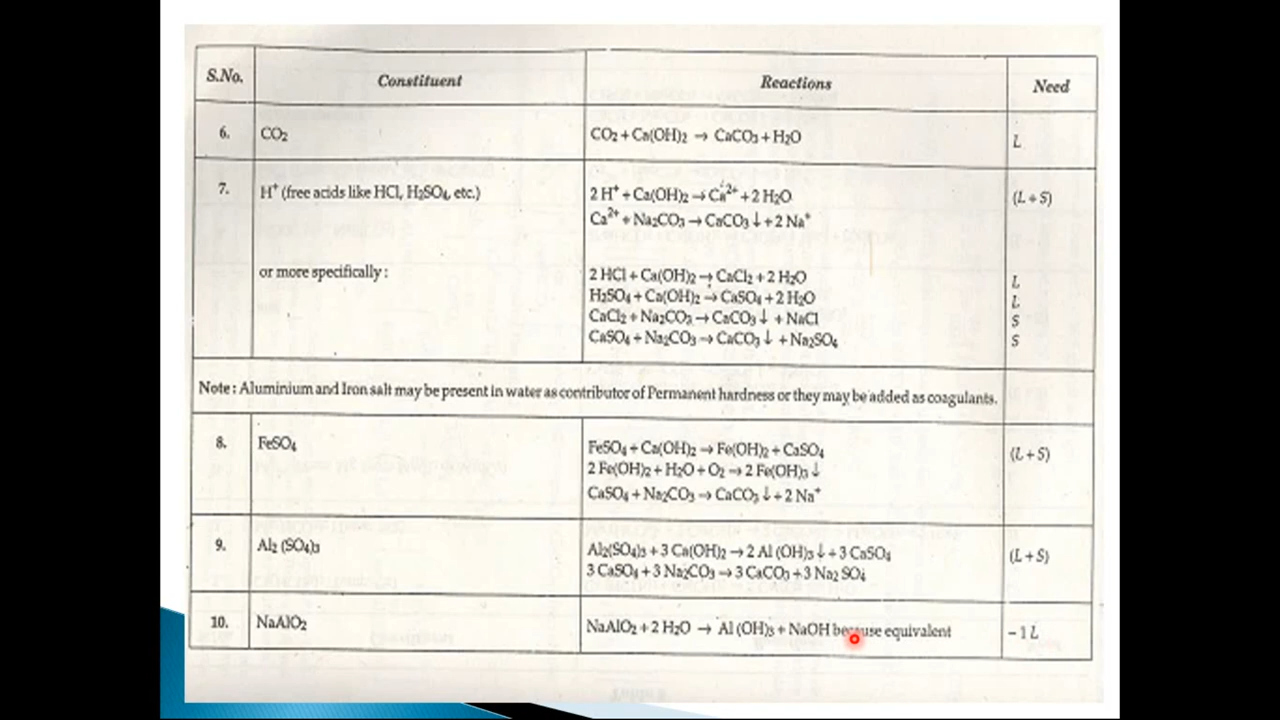 S.No. Constituent Reactions Need
6. CO₂ CO₂ + Ca(OH)₂ → CaCO₃ + H₂O L
7. H⁺ (free acids like HCl, H₂SO₄, etc.) 2 H⁺ + Ca(OH)₂ → Ca²⁺ + 2 H₂O (L + S)
Ca²⁺ + Na₂CO₃ → CaCO₃ ↓ + 2 Na⁺
or more specifically : 2 HCl + Ca(OH)₂ → CaCl₂ + 2 H₂O L
H₂SO₄ + Ca(OH)₂ → CaSO₄ + 2 H₂O L
CaCl₂ + Na₂CO₃ → CaCO₃ ↓ + NaCl S
CaSO₄ + Na₂CO₃ → CaCO₃ ↓ + Na₂SO₄ S
Note : Aluminium and Iron salt may be present in water as contributor of Permanent hardness or they may be added as coagulants.
8. FeSO₄ FeSO₄ + Ca(OH)₂ → Fe(OH)₂ + CaSO₄ (L + S)
2 Fe(OH)₂ + H₂O + O₂ → 2 Fe(OH)₃ ↓
CaSO₄ + Na₂CO₃ → CaCO₃ ↓ + 2 Na⁺
9. Al₂ (SO₄)₃ Al₂(SO₄)₃ + 3 Ca(OH)₂ → 2 Al (OH)₃ ↓ + 3 CaSO₄ (L + S)
3 CaSO₄ + 3 Na₂CO₃ → 3 CaCO₃ + 3 Na₂ SO₄
10. NaAlO₂ NaAlO₂ + 2 H₂O → Al (OH)₃ + NaOH because equivalent – 1 L